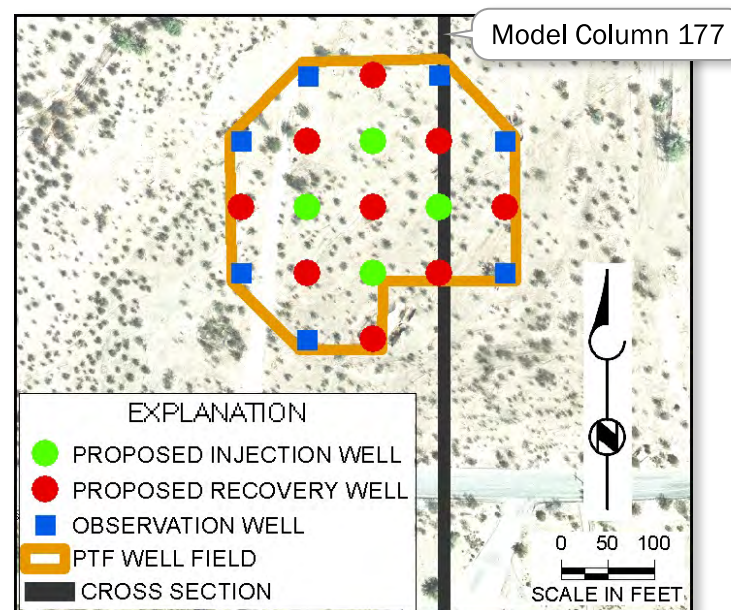 Model Column 177
EXPLANATION
PROPOSED INJECTION WELL
PROPOSED RECOVERY WELL
OBSERVATION WELL
PTF WELL FIELD
CROSS SECTION
N
0 50 100
SCALE IN FEET